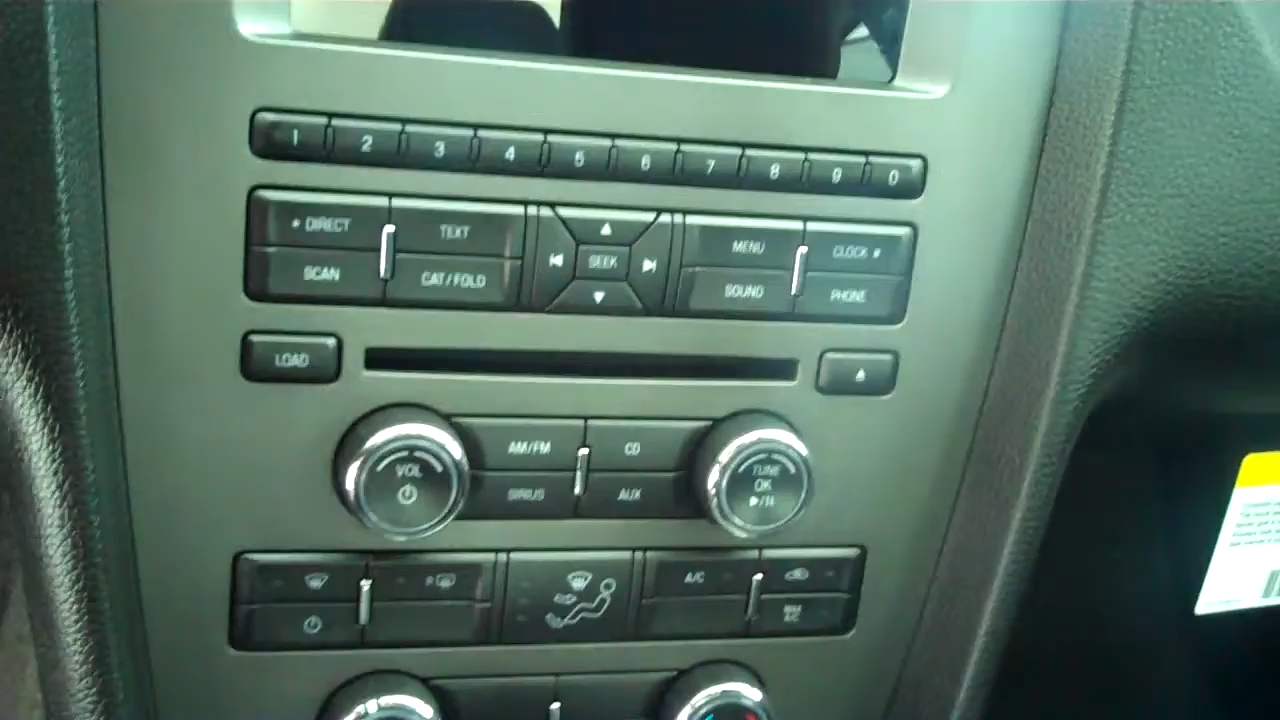 1 2 3 4 5 6 7 8 9 0
* DIRECT TEXT MENU CLOCK #
SEEK
SCAN CAT/FOLD SOUND PHONE
LOAD
AM/FM CD
VOL TUNE
OK
SIRIUS AUX
A/C
R
MAX
A/C